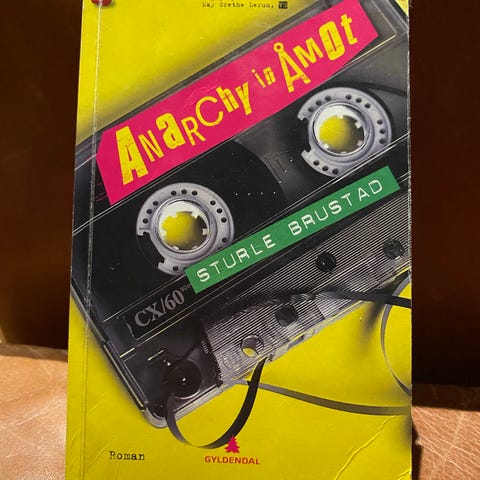 May Grethe Lerum, VG
Anarchy in Åmot
STURLE BRUSTAD
CX/60
Roman
GYLDENDAL